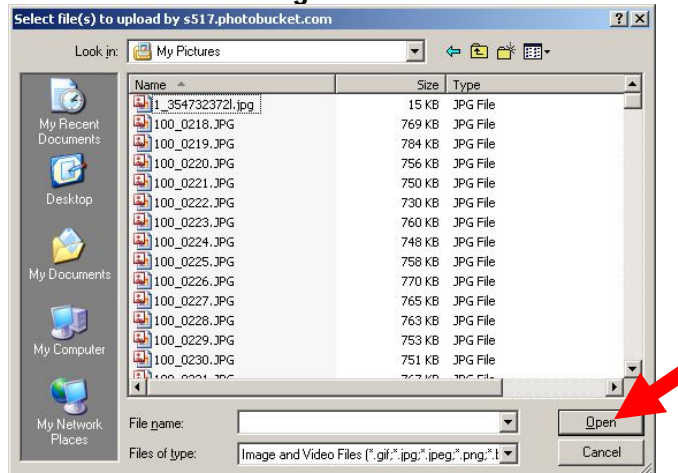 Select file(s) to upload by s517.photobucket.com
Look in: My Pictures
Name Size Type
1_354732372l.jpg 15 KB JPG File
100_0218.JPG 769 KB JPG File
100_0219.JPG 784 KB JPG File
100_0220.JPG 756 KB JPG File
100_0221.JPG 750 KB JPG File
100_0222.JPG 730 KB JPG File
100_0223.JPG 760 KB JPG File
100_0224.JPG 748 KB JPG File
100_0225.JPG 758 KB JPG File
100_0226.JPG 770 KB JPG File
100_0227.JPG 765 KB JPG File
100_0228.JPG 763 KB JPG File
100_0229.JPG 753 KB JPG File
100_0230.JPG 751 KB JPG File
My Recent
Documents
Desktop
My Documents
My Computer
My Network
Places
File name: Open
Files of type: Image and Video Files (*.gif;*.jpg;*.jpeg;*.png;*.t Cancel